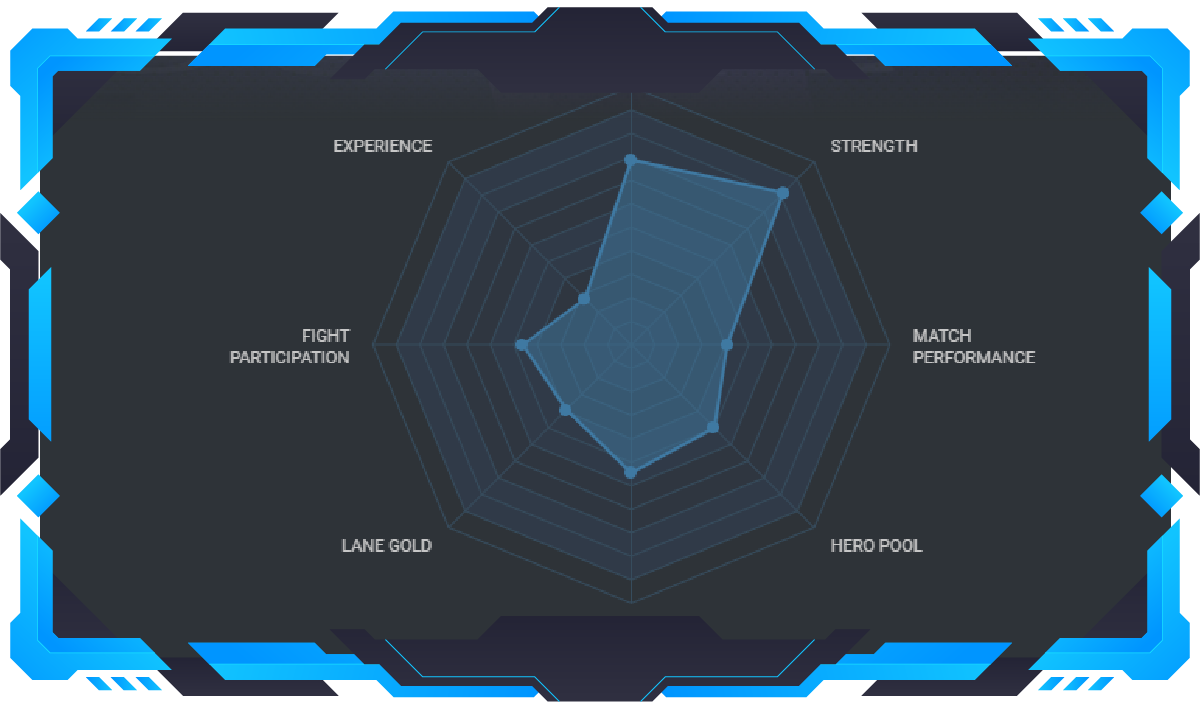 EXPERIENCE
STRENGTH
FIGHT
PARTICIPATION
MATCH
PERFORMANCE
LANE GOLD
HERO POOL